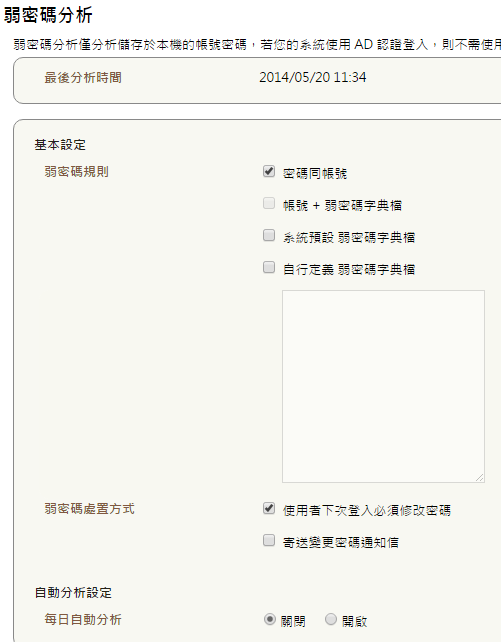 弱密碼分析
弱密碼分析僅分析儲存於本機的帳號密碼，若您的系統使用 AD 認證登入，則不需使用
最後分析時間 2014/05/20 11:34
基本設定
弱密碼規則 密碼同帳號
帳號 + 弱密碼字典檔
系統預設 弱密碼字典檔
自行定義 弱密碼字典檔
弱密碼處置方式 使用者下次登入必須修改密碼
寄送變更密碼通知信
自動分析設定
每日自動分析 關閉 開啟